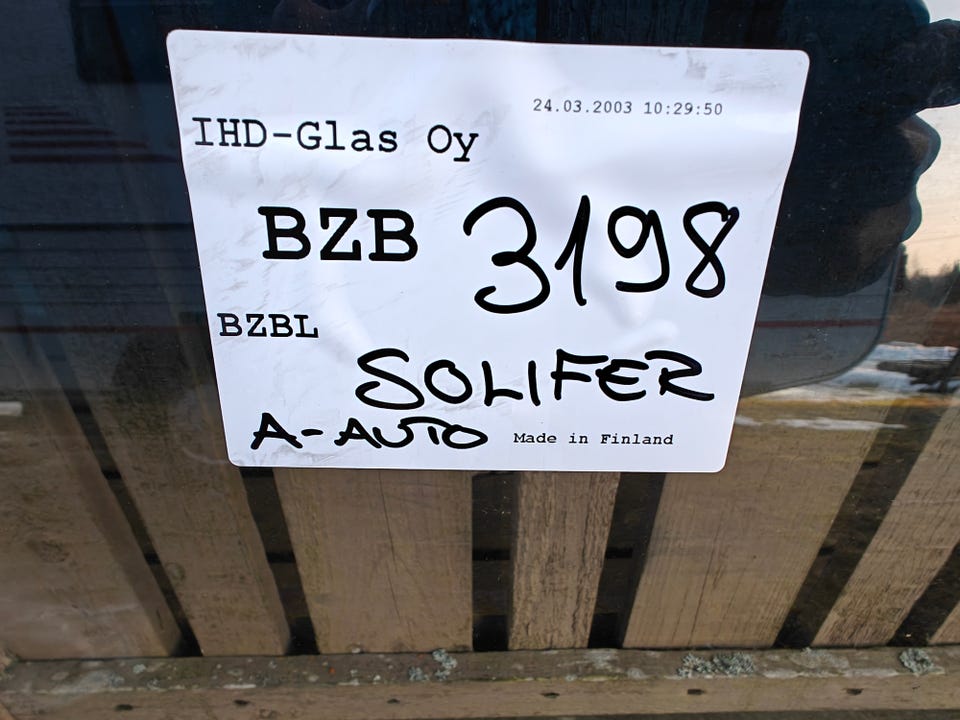 24.03.2003 10:29:50
IHD-Glas Oy
BZB 3198
BZBL
SOLIFER
A-AUTO Made in Finland